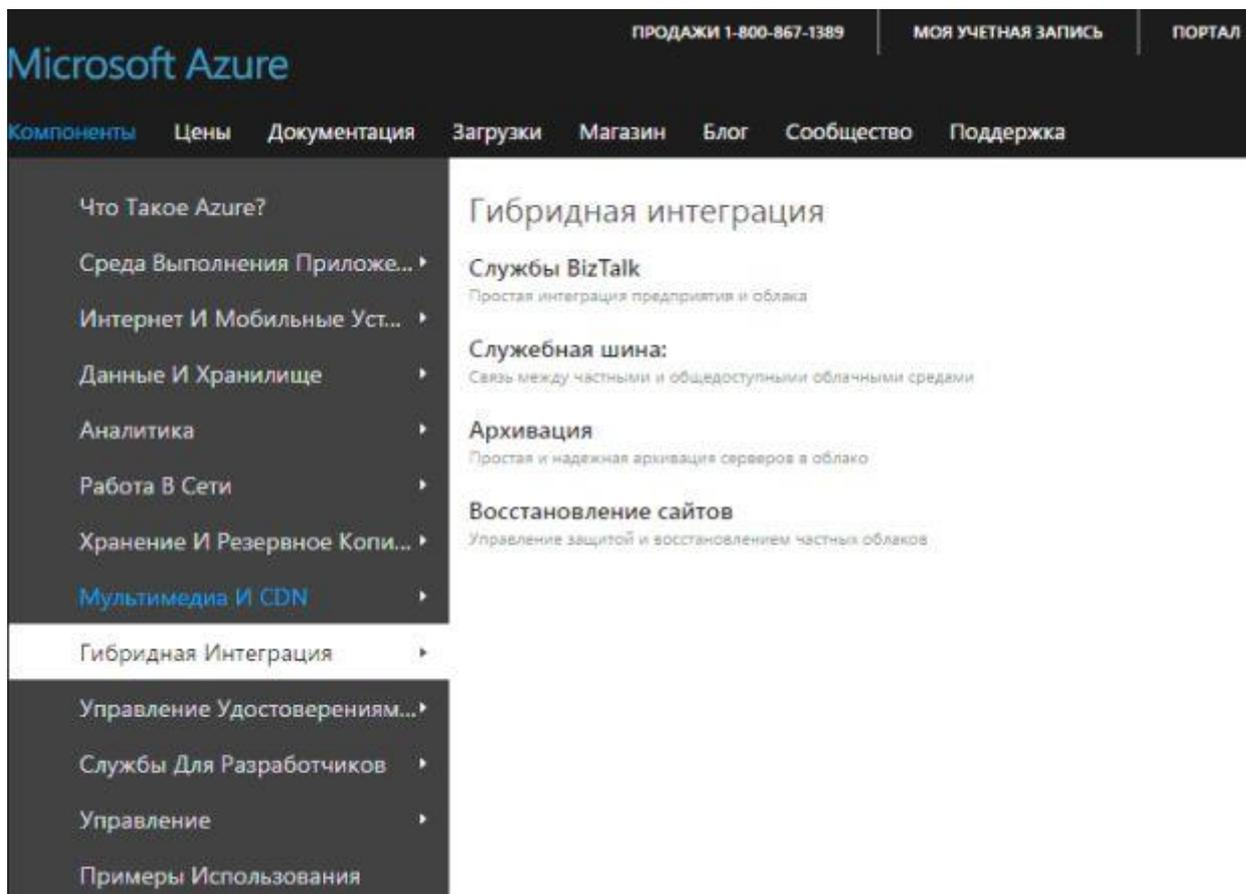 ПРОДАЖИ 1-800-867-1389 МОЯ УЧЕТНАЯ ЗАПИСЬ ПОРТАЛ
Microsoft Azure
Компоненты Цены Документация Загрузки Магазин Блог Сообщество Поддержка
Что Такое Azure?
Среда Выполнения Приложе...
Интернет И Мобильные Уст...
Данные И Хранилище
Аналитика
Работа В Сети
Хранение И Резервное Копи...
Мультимедиа И CDN
Гибридная Интеграция
Управление Удостоверениям...
Службы Для Разработчиков
Управление
Примеры Использования
Гибридная интеграция
Службы BizTalk
Простая интеграция предприятия и облака
Служебная шина:
Связь между частными и общедоступными облачными средами
Архивация
Простая и надежная архивация серверов в облако
Восстановление сайтов
Управление защитой и восстановлением частных облаков